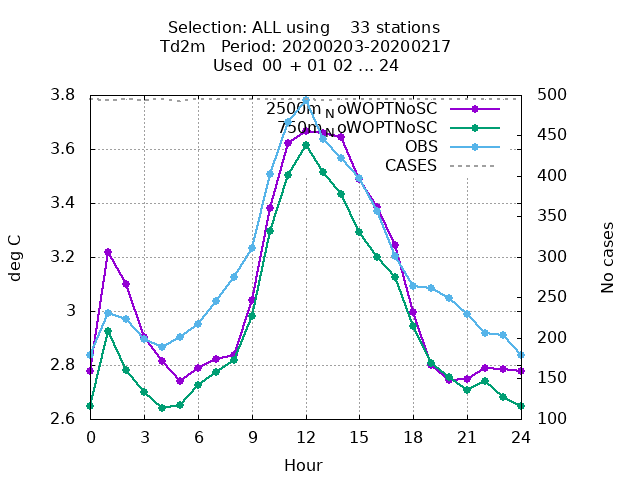 Selection: ALL using 33 stations
Td2m Period: 20200203-20200217
Used 00 + 01 02 ... 24
3.8
3.6
3.4
3.2
3
2.8
2.6
500
450
400
350
300
250
200
150
100
2500m_NoWOPTNoSC
750m_NoWOPTNoSC
OBS
CASES
deg C
No cases
0 3 6 9 12 15 18 21 24
Hour